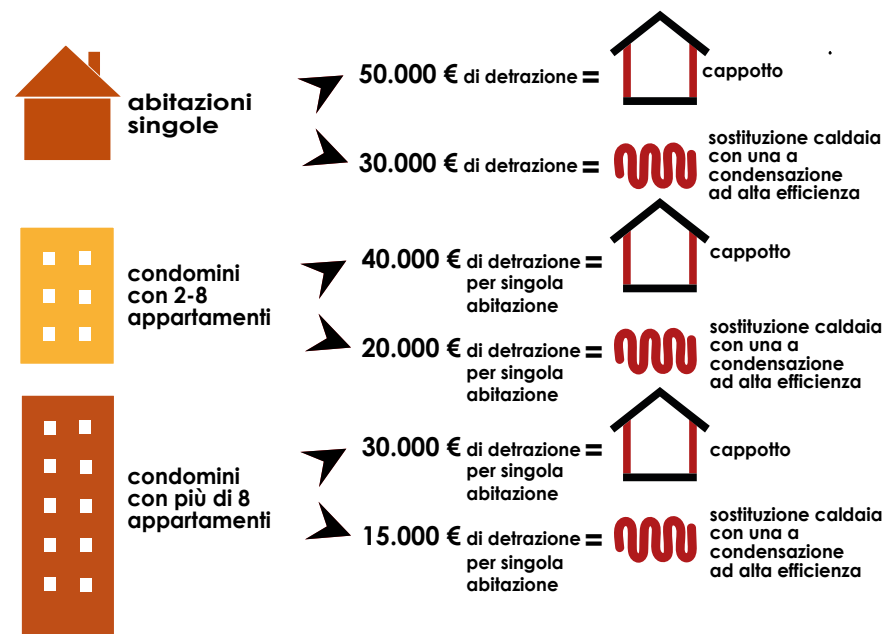 abitazioni
singole
50.000 € di detrazione =
cappotto
30.000 € di detrazione =
sostituzione caldaia
con una a
condensazione
ad alta efficienza
condomini
con 2-8
appartamenti
40.000 € di detrazione =
per singola
abitazione
cappotto
20.000 € di detrazione =
per singola
abitazione
sostituzione caldaia
con una a
condensazione
ad alta efficienza
condomini
con più di 8
appartamenti
30.000 € di detrazione =
per singola
abitazione
cappotto
15.000 € di detrazione =
per singola
abitazione
sostituzione caldaia
con una a
condensazione
ad alta efficienza